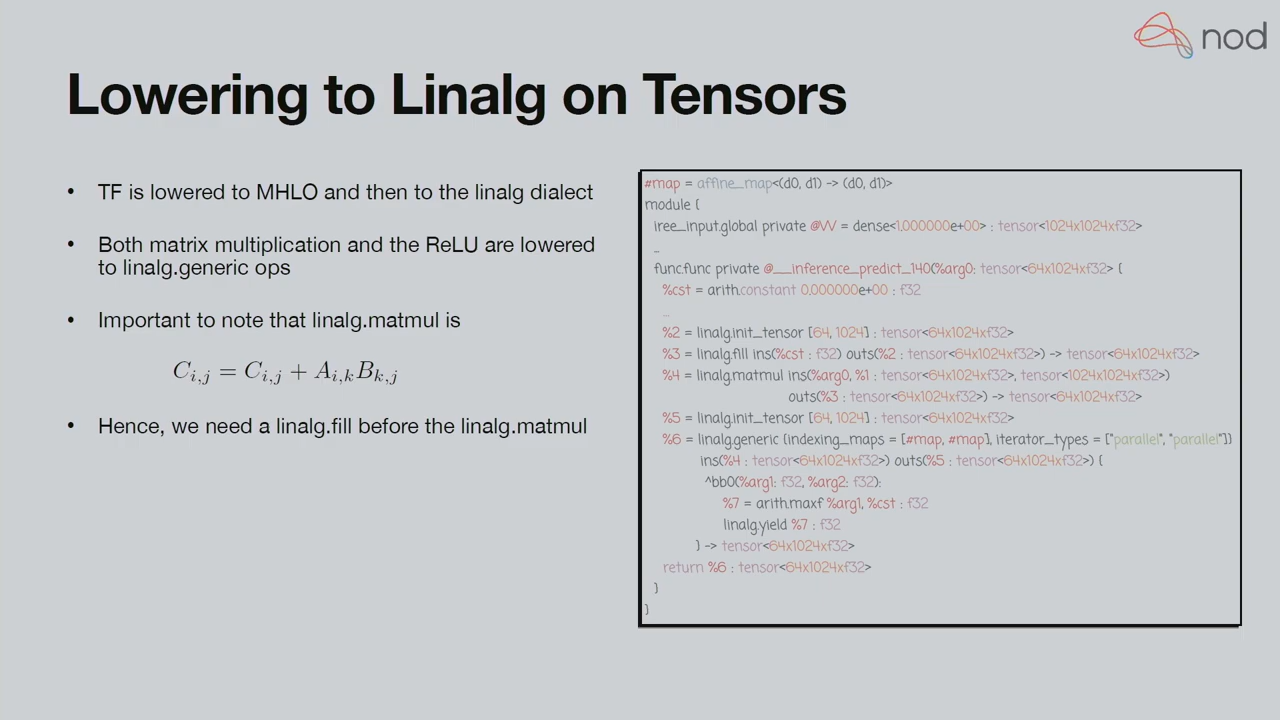 nod
Lowering to Linalg on Tensors
• TF is lowered to MHLO and then to the linalg dialect
• Both matrix multiplication and the ReLU are lowered
to linalg.generic ops
• Important to note that linalg.matmul is
C_{i,j} = C_{i,j} + A_{i,k}B_{k,j}
• Hence, we need a linalg.fill before the linalg.matmul
#map = affine_map<(d0, d1) -> (d0, d1)>
module {
iree_input.global private @W = dense<1.000000e+00> : tensor<1024x1024xf32>
...
func.func private @__inference_predict_140(%arg0: tensor<64x1024xf32> {
%cst = arith.constant 0.000000e+00 : f32
...
%2 = linalg.init_tensor [64, 1024] : tensor<64x1024xf32>
%3 = linalg.fill ins(%cst : f32) outs(%2 : tensor<64x1024xf32>) -> tensor<64x1024xf32>
%4 = linalg.matmul ins(%arg0, %1 : tensor<64x1024xf32>, tensor<1024x1024xf32>)
outs(%3 : tensor<64x1024xf32>) -> tensor<64x1024xf32>
%5 = linalg.init_tensor [64, 1024] : tensor<64x1024xf32>
%6 = linalg.generic {indexing_maps = [#map, #map], iterator_types = ["parallel", "parallel"]}
ins(%4 : tensor<64x1024xf32>) outs(%5 : tensor<64x1024xf32>) {
^bb0(%arg1: f32, %arg2: f32):
%7 = arith.maxf %arg1, %cst : f32
linalg.yield %7 : f32
} -> tensor<64x1024xf32>
return %6 : tensor<64x1024xf32>
}
}